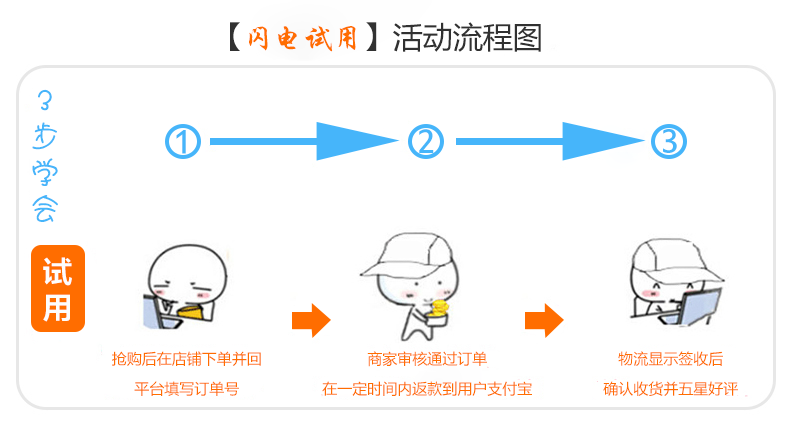 【闪电试用】活动流程图
3步学会
试用
① ② ③
抢购后在店铺下单并回
平台填写订单号
商家审核通过订单
在一定时间内返款到用户支付宝
物流显示签收后
确认收货并五星好评